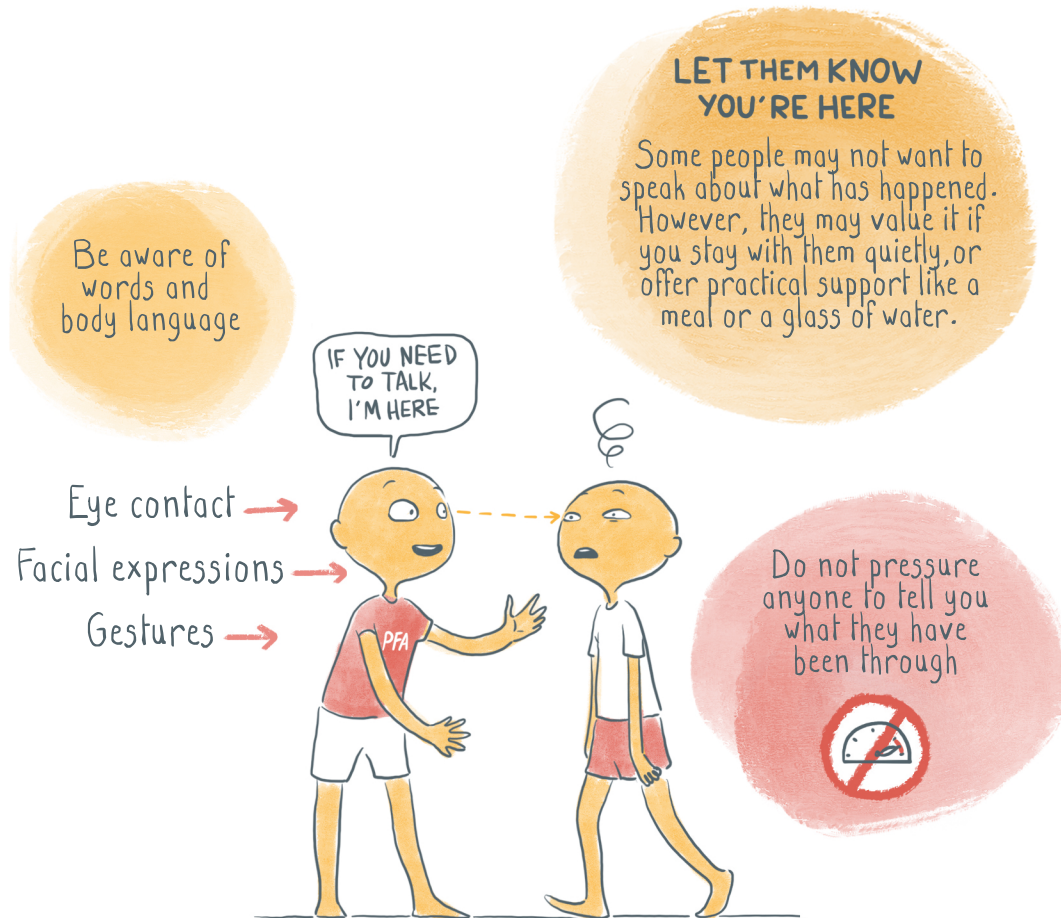 LET THEM KNOW
YOU'RE HERE
Some people may not want to
speak about what has happened.
However, they may value it if
you stay with them quietly, or
offer practical support like a
meal or a glass of water.
Be aware of
words and
body language
IF YOU NEED
TO TALK,
I'M HERE
Eye contact
Facial expressions
Gestures
PFA
Do not pressure
anyone to tell you
what they have
been through